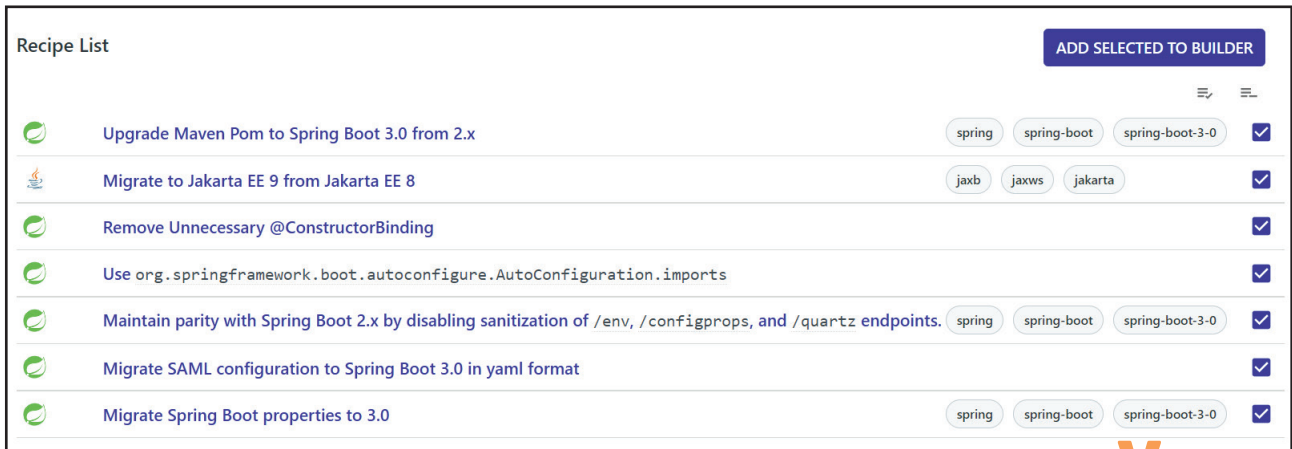 Recipe List
ADD SELECTED TO BUILDER
Upgrade Maven Pom to Spring Boot 3.0 from 2.x spring spring-boot spring-boot-3-0
Migrate to Jakarta EE 9 from Jakarta EE 8 jaxb jaxws jakarta
Remove Unnecessary @ConstructorBinding
Use org.springframework.boot.autoconfigure.AutoConfiguration.imports
Maintain parity with Spring Boot 2.x by disabling sanitization of /env, /configprops, and /quartz endpoints. spring spring-boot spring-boot-3-0
Migrate SAML configuration to Spring Boot 3.0 in yaml format
Migrate Spring Boot properties to 3.0 spring spring-boot spring-boot-3-0